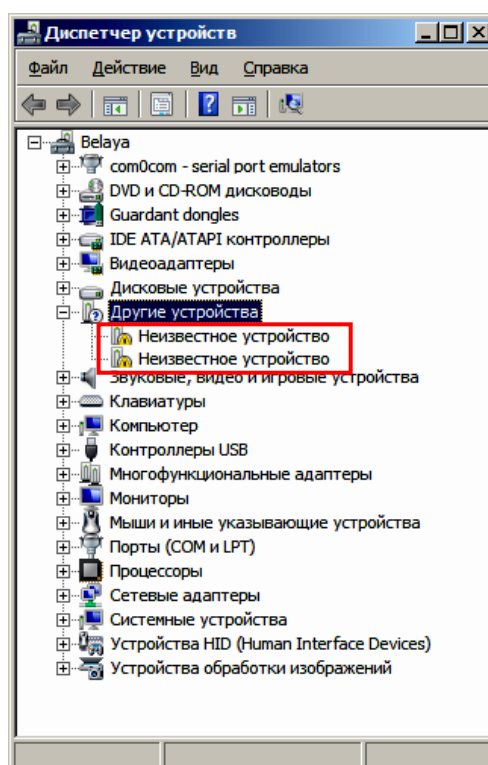 Диспетчер устройств
Файл Действие Вид Справка
Belaya
com0com - serial port emulators
DVD и CD-ROM дисководы
Guardant dongles
IDE ATA/ATAPI контроллеры
Видеоадаптеры
Дисковые устройства
Другие устройства
Неизвестное устройство
Неизвестное устройство
Звуковые, видео и игровые устройства
Клавиатуры
Компьютер
Контроллеры USB
Многофункциональные адаптеры
Мониторы
Мыши и иные указывающие устройства
Порты (COM и LPT)
Процессоры
Сетевые адаптеры
Системные устройства
Устройства HID (Human Interface Devices)
Устройства обработки изображений